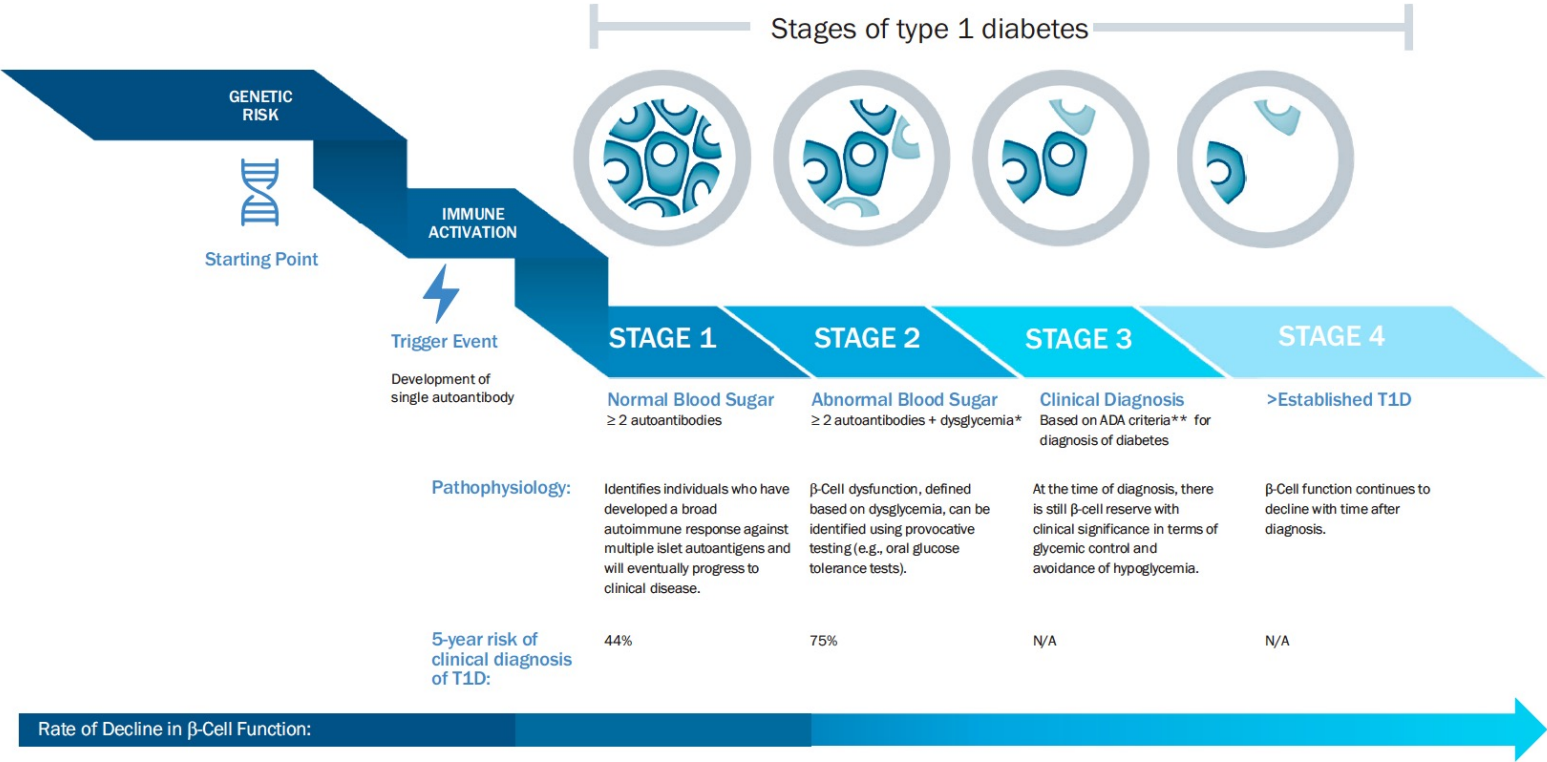 Stages of type 1 diabetes
GENETIC
RISK
Starting Point
IMMUNE
ACTIVATION
Trigger Event
Development of
single autoantibody
STAGE 1
STAGE 2
STAGE 3
STAGE 4
Normal Blood Sugar
≥ 2 autoantibodies
Abnormal Blood Sugar
≥ 2 autoantibodies + dysglycemia*
Clinical Diagnosis
Based on ADA criteria** for
diagnosis of diabetes
>Established T1D
Pathophysiology:
Identifies individuals who have
developed a broad
autoimmune response against
multiple islet autoantigens and
will eventually progress to
clinical disease.
β-Cell dysfunction, defined
based on dysglycemia, can be
identified using provocative
testing (e.g., oral glucose
tolerance tests).
At the time of diagnosis, there
is still β-cell reserve with
clinical significance in terms of
glycemic control and
avoidance of hypoglycemia.
β-Cell function continues to
decline with time after
diagnosis.
5-year risk of
clinical diagnosis
of T1D:
44%
75%
N/A
N/A
Rate of Decline in β-Cell Function: